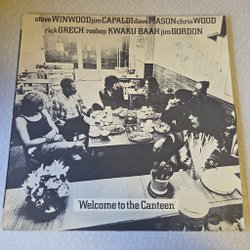 steve WINWOOD jim CAPALDI dave MASON chris WOOD
rick GRECH reebop KWAKU BAAH jim GORDON
Welcome to the Canteen